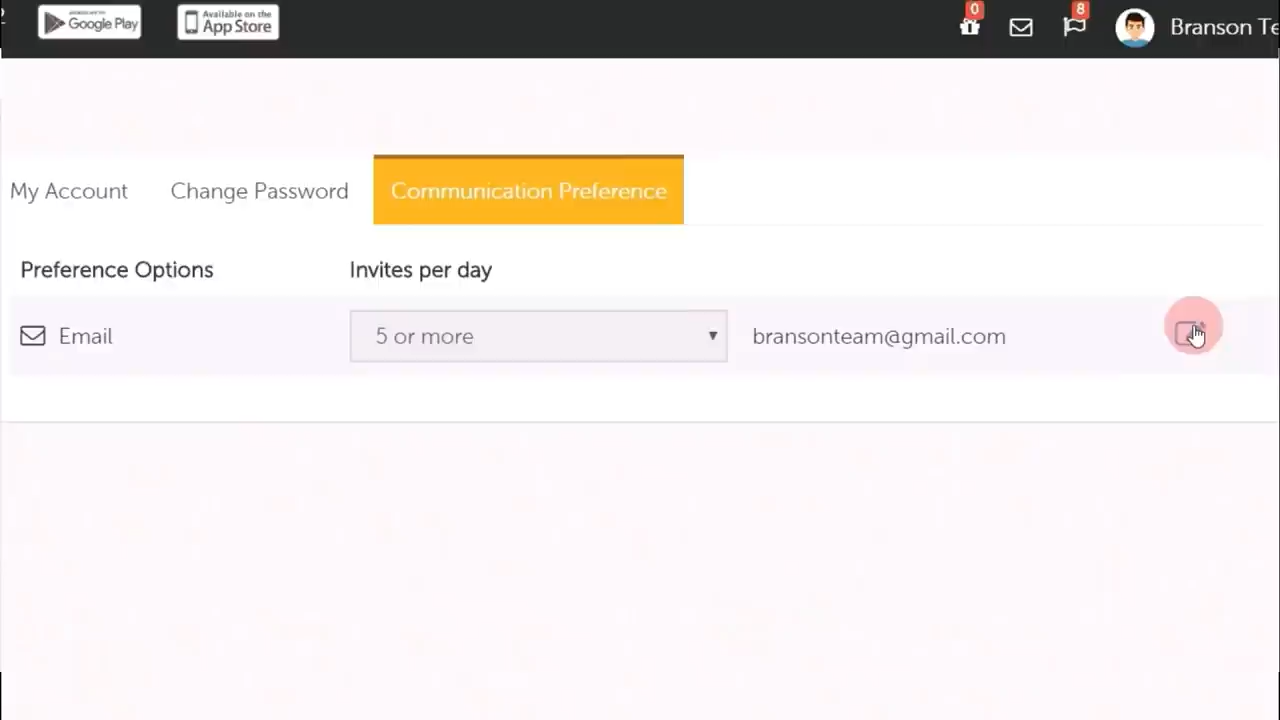 Google Play
Available on the
App Store
0
8
Branson Te
My Account
Change Password
Communication Preference
Preference Options
Invites per day
Email
5 or more
bransonteam@gmail.com